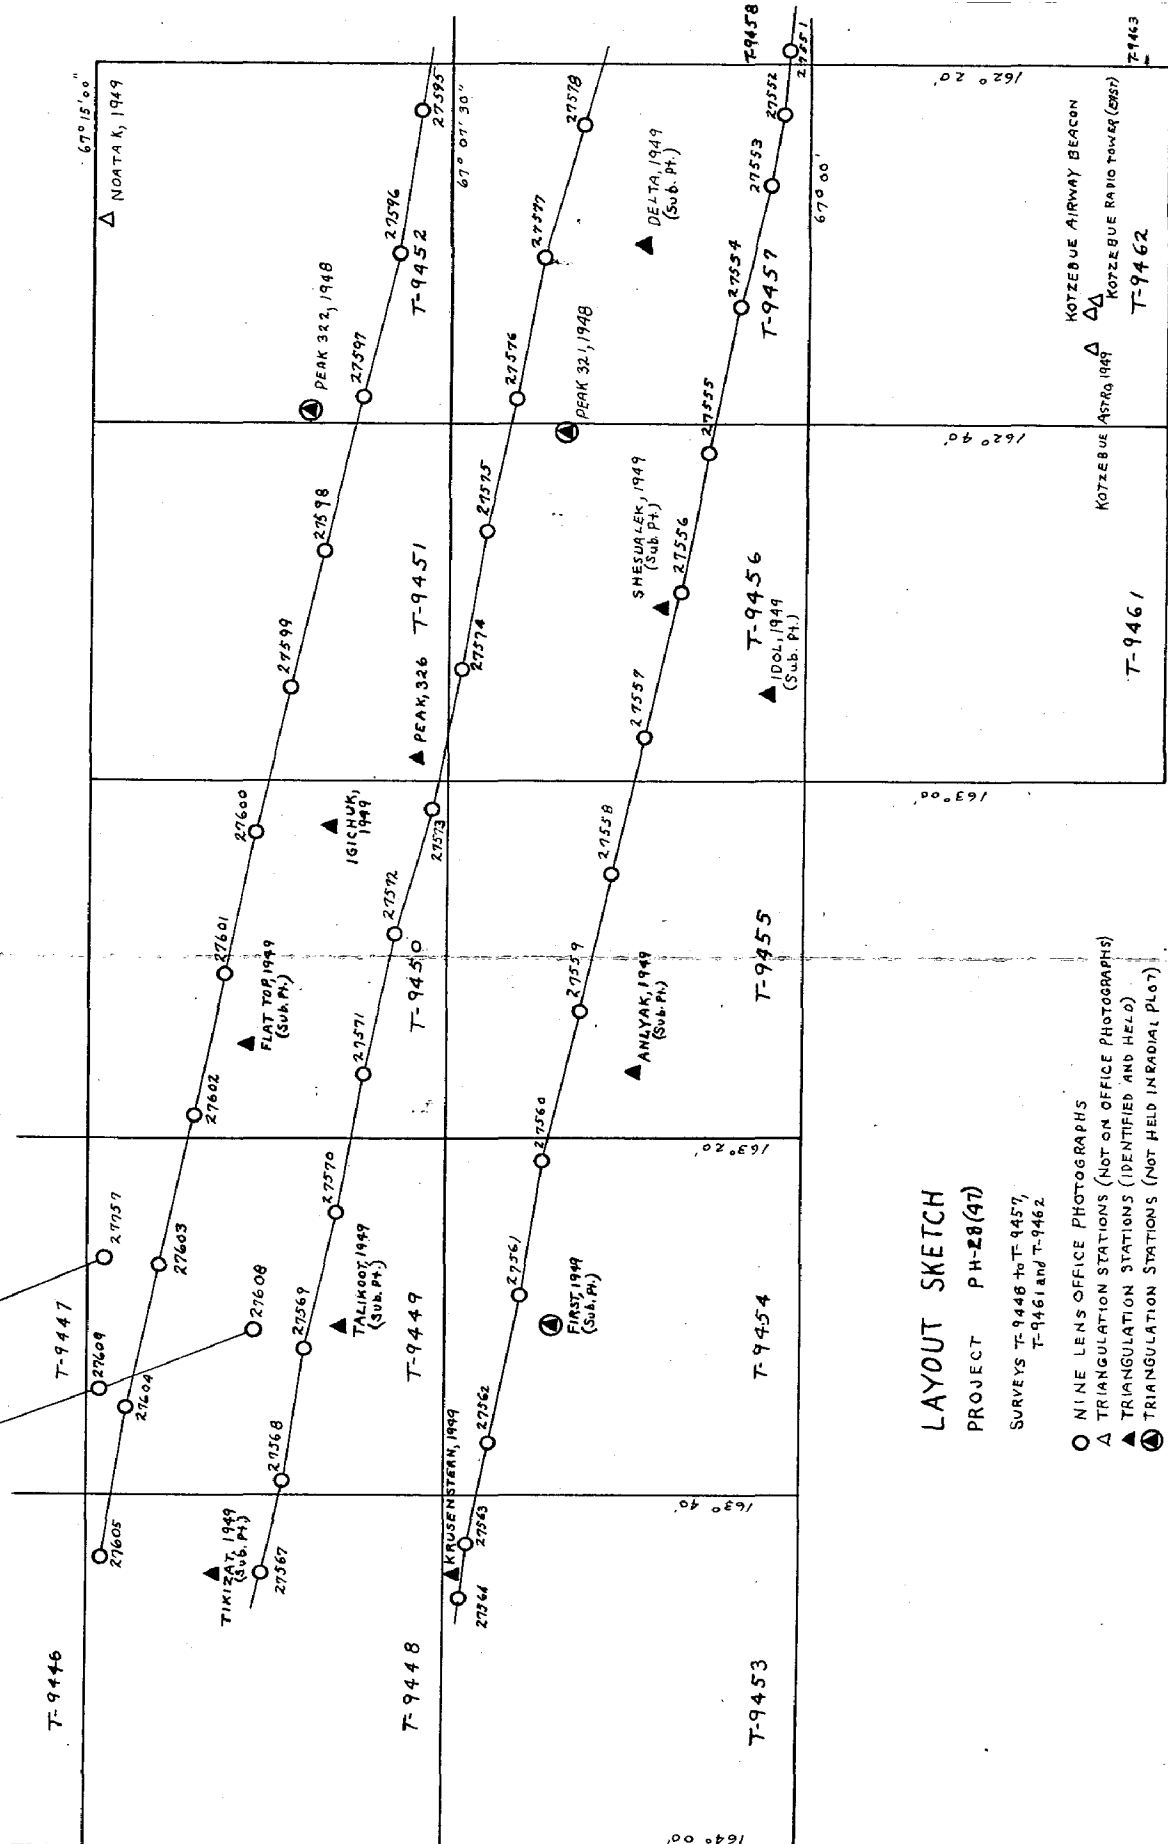 T-9446
T-9447
67° 15' 00"
NOATAK, 1949
27605
27604
27609
27757
27603
27608
27602
27601
FLAT TOP, 1949
(Sub. Pt.)
27600
IGICHUK,
1949
27599
27598
PEAK 322, 1948
27597
27596
27595
T-9452
67° 07' 30"
TIKIZAT, 1949
(Sub. Pt.)
27567
27568
27569
TALIKOOT, 1949
(Sub. Pt.)
27570
27571
27572
T-9450
27573
PEAK, 326
T-9451
27574
27575
27576
PEAK 321, 1948
27577
27578
DELTA, 1949
(Sub. Pt.)
T-9448
T-9449
KRUSENSTERN, 1949
27564
27563
27562
27561
FIRST, 1949
(Sub. Pt.)
27560
27559
ANLYAK, 1949
(Sub. Pt.)
27558
27557
SHESUALEK, 1949
(Sub. Pt.)
27556
IDOL, 1949
(Sub. Pt.)
27555
27554
27553
27552
27551
T-9458
T-9453
T-9454
T-9455
T-9456
T-9457
67° 00'
164° 00'
163° 40'
163° 20'
163° 00'
162° 40'
162° 20'
KOTZEBUE ASTRO, 1949
KOTZEBUE AIRWAY BEACON
KOTZEBUE RADIO TOWER (EAST)
T-9461
T-9462
T-9463
LAYOUT SKETCH
PROJECT PH-28(47)
SURVEYS T-9448 to T-9457,
T-9461 and T-9462
NINE LENS OFFICE PHOTOGRAPHS
TRIANGULATION STATIONS (NOT ON OFFICE PHOTOGRAPHS)
TRIANGULATION STATIONS (IDENTIFIED AND HELD)
TRIANGULATION STATIONS (NOT HELD IN RADIAL PLOT)